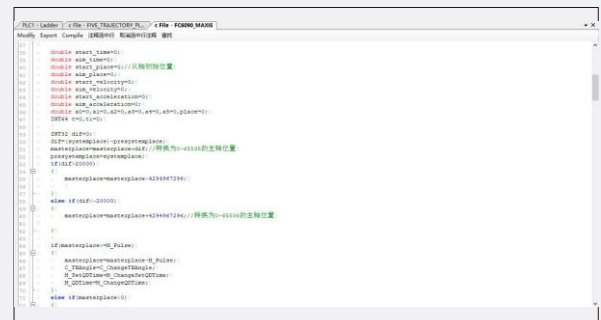 PLC1 - Ladder c File - FIVE_TRAJECTORY_PL... c File - FC6090_MAXIS
Modify Export Compile 注释选中行 取消选中行注释 查找
double start_time=0;
double aim_time=0;
double start_place=0;//从轴初始位置
double aim_place=0;
double start_velocity=0;
double aim_velocity=0;
double start_acceleration=0;
double aim_acceleration=0;
double a0=0,a1=0,a2=0,a3=0,a4=0,a5=0,place=0;
INT64 t=0,t1=0;
INT32 dif=0;
dif=(systemplace)-presystemplace;
masterplace=masterplace+dif;//转换为0-65535的主轴位置
presystemplace=systemplace;
if(dif>20000)
{
masterplace=masterplace-4294967296;
}
else if(dif<-20000)
{
masterplace=masterplace+4294967296;//转换为0-65536的主轴位置
}
if(masterplace>=M_Pulse)
{
masterplace=masterplace-M_Pulse;
C_TEAngle=C_ChangeTEAngle;
M_SetQDTime=M_ChangeSetQDTime;
M_QDTime=M_ChangeQDTime;
}
else if(masterplace<0)
{